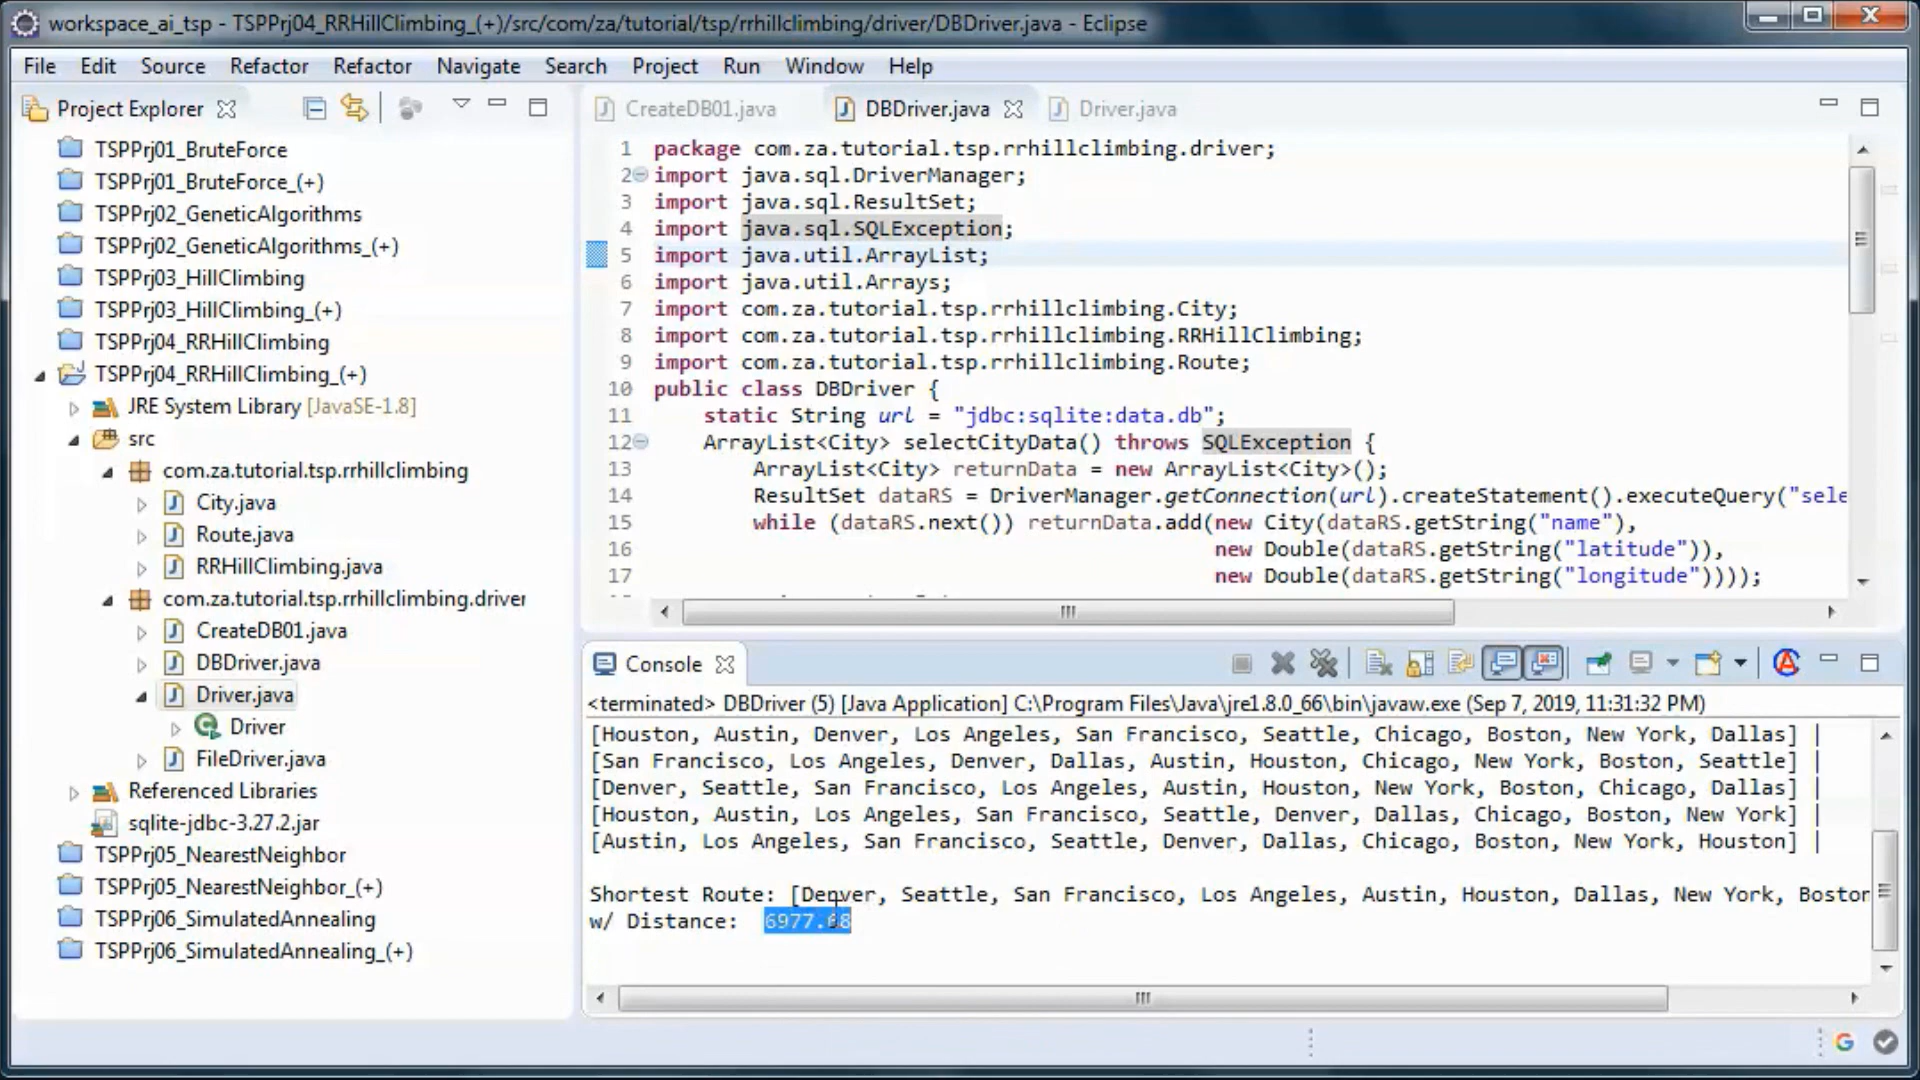 workspace_ai_tsp - TSPPrj04_RRHillClimbing_(+)/src/com/za/tutorial/tsp/rrhillclimbing/driver/DBDriver.java - Eclipse
File Edit Source Refactor Refactor Navigate Search Project Run Window Help
Project Explorer
TSPPrj01_BruteForce
TSPPrj01_BruteForce_(+)
TSPPrj02_GeneticAlgorithms
TSPPrj02_GeneticAlgorithms_(+)
TSPPrj03_HillClimbing
TSPPrj03_HillClimbing_(+)
TSPPrj04_RRHillClimbing
TSPPrj04_RRHillClimbing_(+)
JRE System Library [JavaSE-1.8]
src
com.za.tutorial.tsp.rrhillclimbing
City.java
Route.java
RRHillClimbing.java
com.za.tutorial.tsp.rrhillclimbing.driver
CreateDB01.java
DBDriver.java
Driver.java
Driver
FileDriver.java
Referenced Libraries
sqlite-jdbc-3.27.2.jar
TSPPrj05_NearestNeighbor
TSPPrj05_NearestNeighbor_(+)
TSPPrj06_SimulatedAnnealing
TSPPrj06_SimulatedAnnealing_(+)
CreateDB01.java DBDriver.java Driver.java
1 package com.za.tutorial.tsp.rrhillclimbing.driver;
2 import java.sql.DriverManager;
3 import java.sql.ResultSet;
4 import java.sql.SQLException;
5 import java.util.ArrayList;
6 import java.util.Arrays;
7 import com.za.tutorial.tsp.rrhillclimbing.City;
8 import com.za.tutorial.tsp.rrhillclimbing.RRHillClimbing;
9 import com.za.tutorial.tsp.rrhillclimbing.Route;
10 public class DBDriver {
11 static String url = "jdbc:sqlite:data.db";
12 ArrayList<City> selectCityData() throws SQLException {
13 ArrayList<City> returnData = new ArrayList<City>();
14 ResultSet dataRS = DriverManager.getConnection(url).createStatement().executeQuery("sele
15 while (dataRS.next()) returnData.add(new City(dataRS.getString("name"),
16 new Double(dataRS.getString("latitude")),
17 new Double(dataRS.getString("longitude"))));
Console
<terminated> DBDriver (5) [Java Application] C:\Program Files\Java\jre1.8.0_66\bin\javaw.exe (Sep 7, 2019, 11:31:32 PM)
[Houston, Austin, Denver, Los Angeles, San Francisco, Seattle, Chicago, Boston, New York, Dallas] |
[San Francisco, Los Angeles, Denver, Dallas, Austin, Houston, Chicago, New York, Boston, Seattle] |
[Denver, Seattle, San Francisco, Los Angeles, Austin, Houston, New York, Boston, Chicago, Dallas] |
[Houston, Austin, Los Angeles, San Francisco, Seattle, Denver, Dallas, Chicago, Boston, New York] |
[Austin, Los Angeles, San Francisco, Seattle, Denver, Dallas, Chicago, Boston, New York, Houston] |
Shortest Route: [Denver, Seattle, San Francisco, Los Angeles, Austin, Houston, Dallas, New York, Boston
w/ Distance: